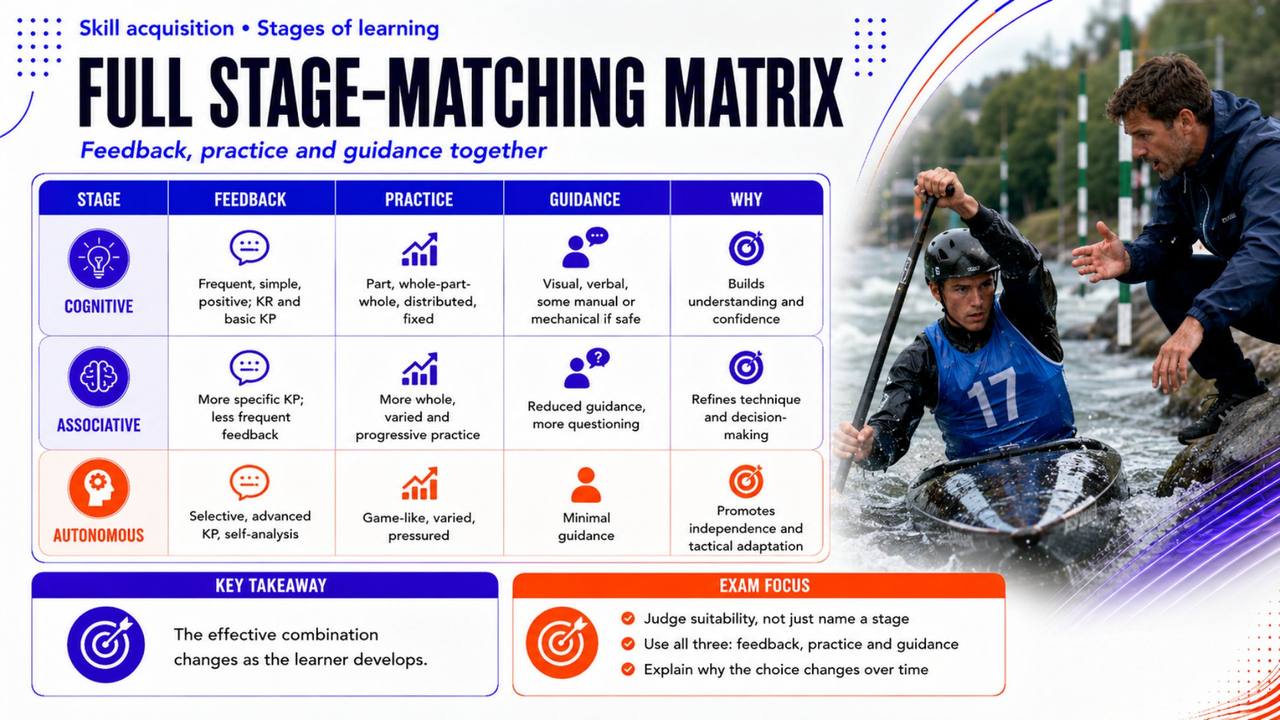 Skill acquisition • Stages of learning
FULL STAGE-MATCHING MATRIX
Feedback, practice and guidance together
STAGE
FEEDBACK
PRACTICE
GUIDANCE
WHY
COGNITIVE
Frequent, simple,
positive; KR and
basic KP
Part, whole-part-
whole, distributed,
fixed
Visual, verbal,
some manual or
mechanical if safe
Builds
understanding and
confidence
ASSOCIATIVE
More specific KP;
less frequent
feedback
More whole,
varied and
progressive practice
?
Reduced guidance,
more questioning
Refines technique
and decision-
making
AUTONOMOUS
Selective, advanced
KP, self-analysis
Game-like, varied,
pressured
Minimal
guidance
Promotes
independence and
tactical adaptation
17
KEY TAKEAWAY
The effective combination
changes as the learner develops.
EXAM FOCUS
Judge suitability, not just name a stage
Use all three: feedback, practice and guidance
Explain why the choice changes over time